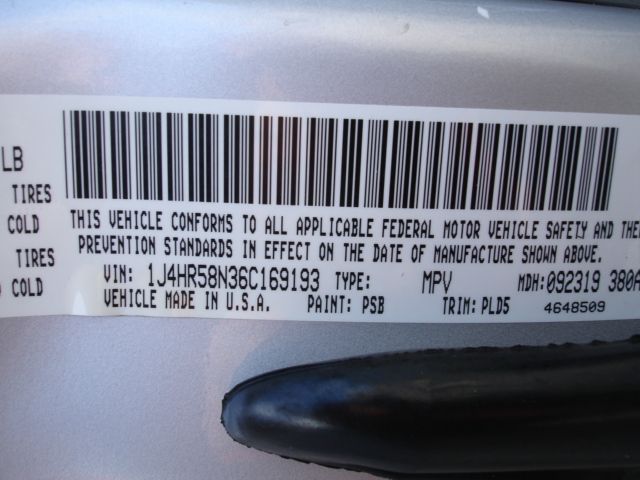 LB
TIRES
COLD
TIRES
COLD
THIS VEHICLE CONFORMS TO ALL APPLICABLE FEDERAL MOTOR VEHICLE SAFETY AND THE
PREVENTION STANDARDS IN EFFECT ON THE DATE OF MANUFACTURE SHOWN ABOVE.
VIN: 1J4HR58N36C169193 TYPE: MPV MDH: 092319 380A
VEHICLE MADE IN U.S.A. PAINT: PSB TRIM: PLD5 4648509